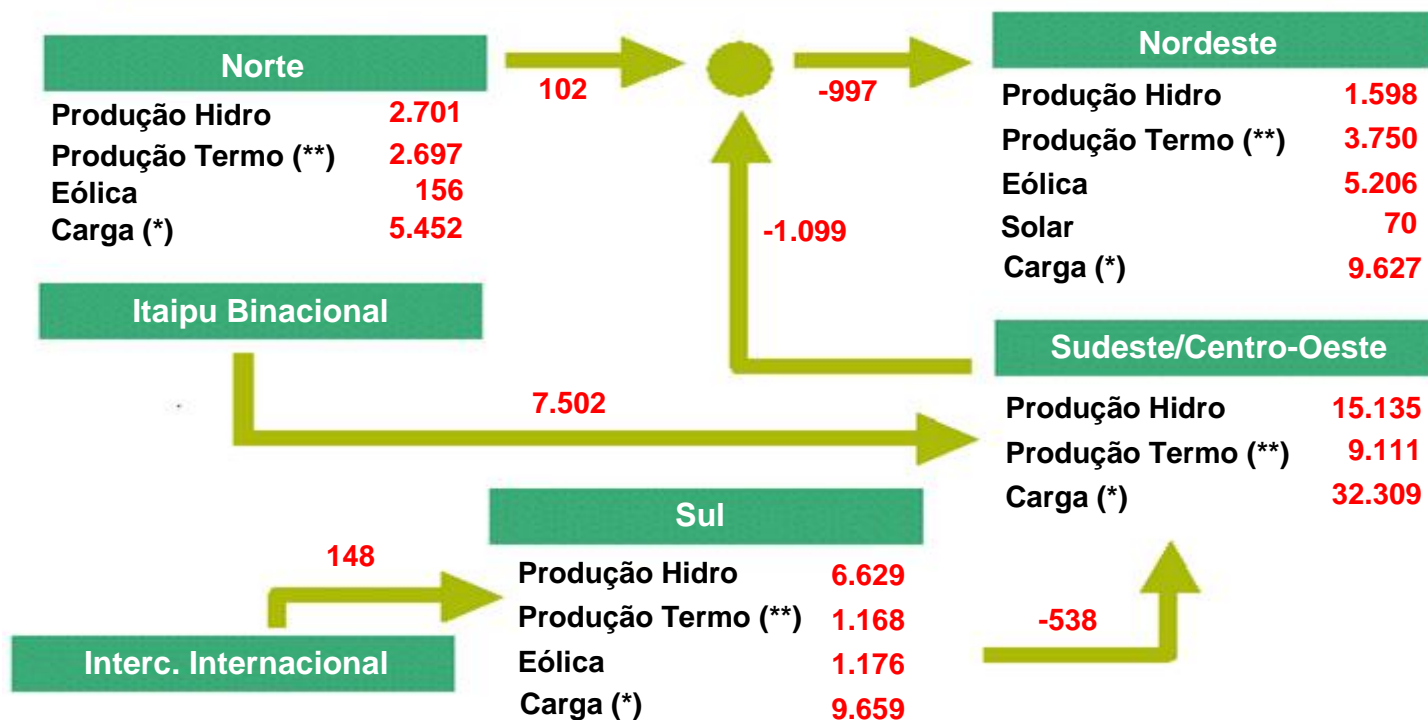 Norte
Produção Hidro 2.701
Produção Termo (**) 2.697
Eólica 156
Carga (*) 5.452
102
-997
-1.099
Nordeste
Produção Hidro 1.598
Produção Termo (**) 3.750
Eólica 5.206
Solar 70
Carga (*) 9.627
Itaipu Binacional
7.502
Sudeste/Centro-Oeste
Produção Hidro 15.135
Produção Termo (**) 9.111
Carga (*) 32.309
Sul
Produção Hidro 6.629
Produção Termo (**) 1.168
Eólica 1.176
Carga (*) 9.659
148
-538
Interc. Internacional